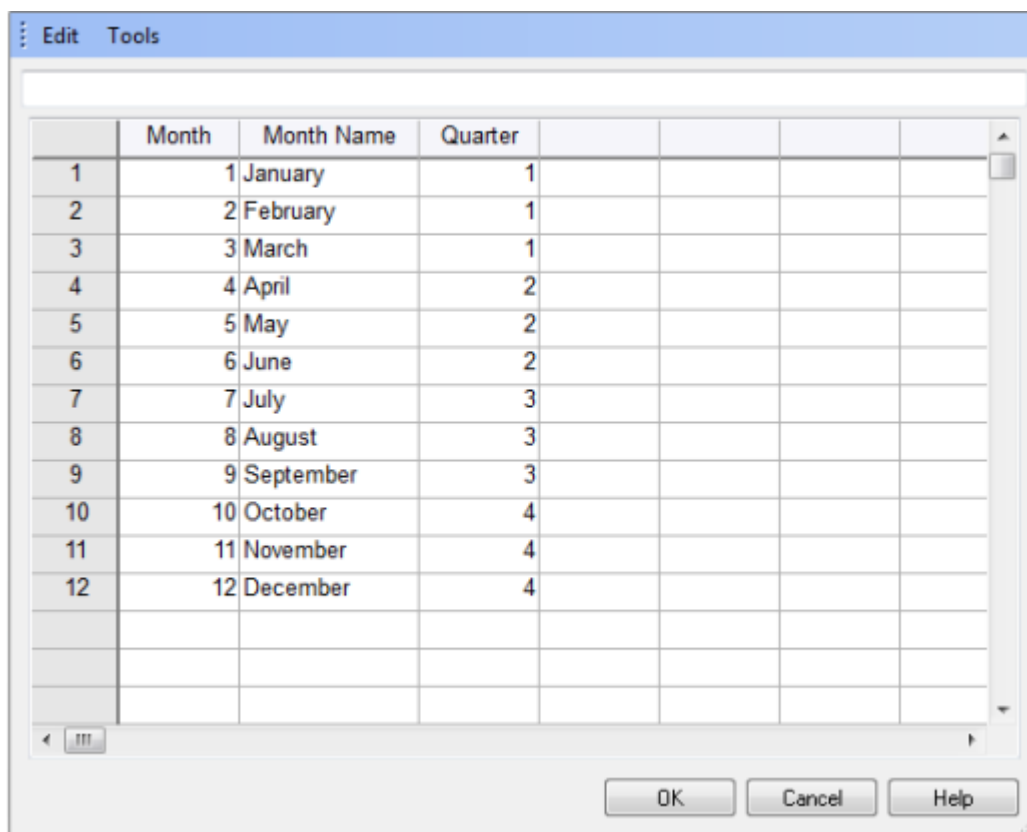 Edit Tools
Month Month Name Quarter
1 1 January 1
2 2 February 1
3 3 March 1
4 4 April 2
5 5 May 2
6 6 June 2
7 7 July 3
8 8 August 3
9 9 September 3
10 10 October 4
11 11 November 4
12 12 December 4
OK Cancel Help